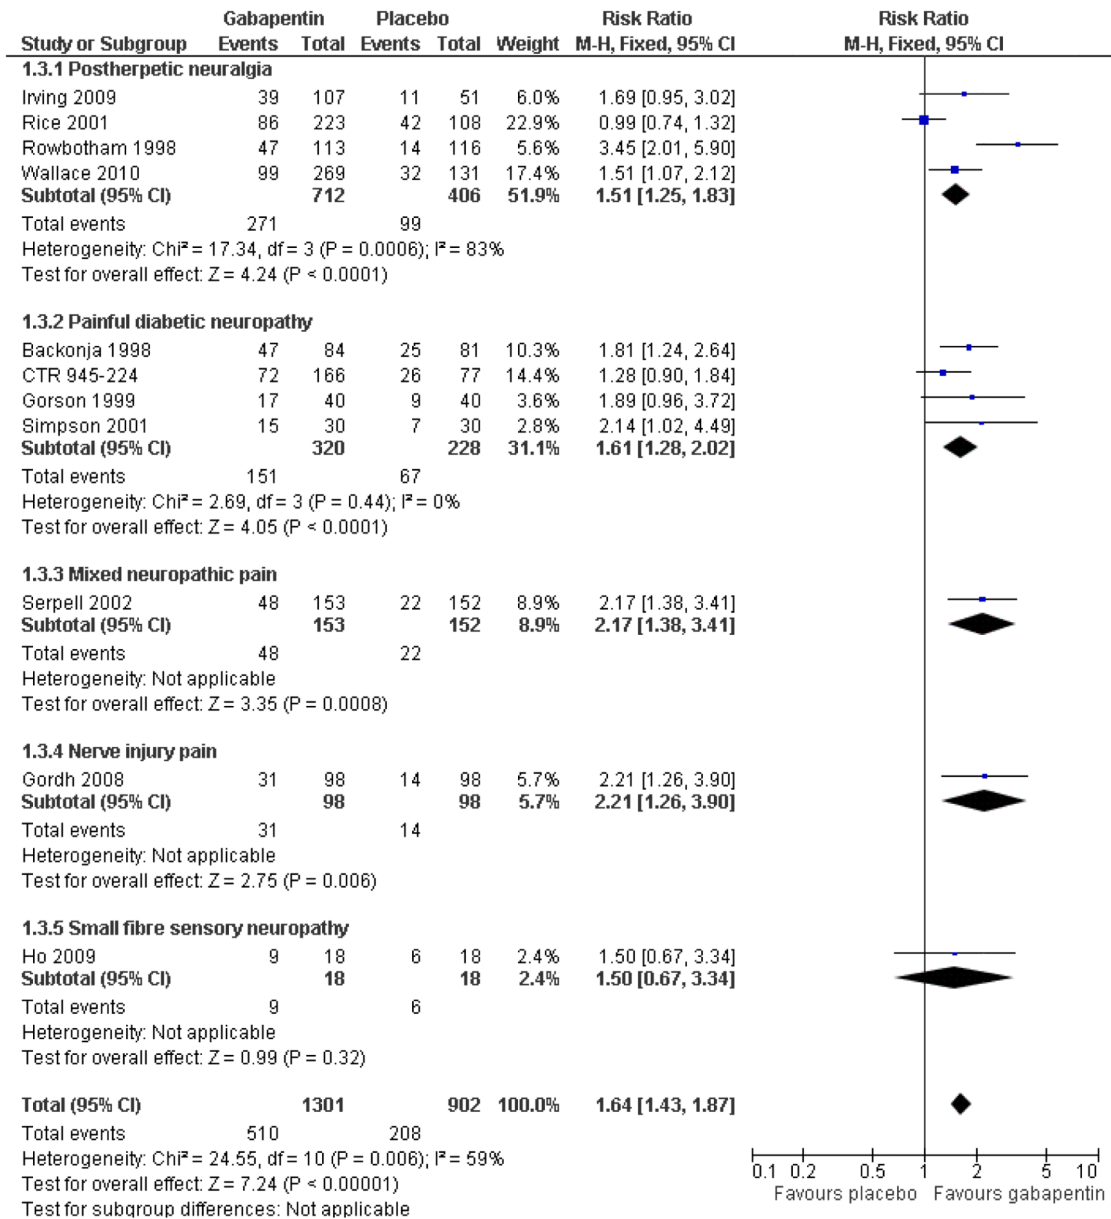 Gabapentin Placebo Risk Ratio Risk Ratio
Study or Subgroup Events Total Events Total Weight M-H, Fixed, 95% CI M-H, Fixed, 95% CI
1.3.1 Postherpetic neuralgia
Irving 2009 39 107 11 51 6.0% 1.69 [0.95, 3.02]
Rice 2001 86 223 42 108 22.9% 0.99 [0.74, 1.32]
Rowbotham 1998 47 113 14 116 5.6% 3.45 [2.01, 5.90]
Wallace 2010 99 269 32 131 17.4% 1.51 [1.07, 2.12]
Subtotal (95% CI) 712 406 51.9% 1.51 [1.25, 1.83]
Total events 271 99
Heterogeneity: Chi² = 17.34, df = 3 (P = 0.0006); I² = 83%
Test for overall effect: Z = 4.24 (P < 0.0001)
1.3.2 Painful diabetic neuropathy
Backonja 1998 47 84 25 81 10.3% 1.81 [1.24, 2.64]
CTR 945-224 72 166 26 77 14.4% 1.28 [0.90, 1.84]
Gorson 1999 17 40 9 40 3.6% 1.89 [0.96, 3.72]
Simpson 2001 15 30 7 30 2.8% 2.14 [1.02, 4.49]
Subtotal (95% CI) 320 228 31.1% 1.61 [1.28, 2.02]
Total events 151 67
Heterogeneity: Chi² = 2.69, df = 3 (P = 0.44); I² = 0%
Test for overall effect: Z = 4.05 (P < 0.0001)
1.3.3 Mixed neuropathic pain
Serpell 2002 48 153 22 152 8.9% 2.17 [1.38, 3.41]
Subtotal (95% CI) 153 152 8.9% 2.17 [1.38, 3.41]
Total events 48 22
Heterogeneity: Not applicable
Test for overall effect: Z = 3.35 (P = 0.0008)
1.3.4 Nerve injury pain
Gordh 2008 31 98 14 98 5.7% 2.21 [1.26, 3.90]
Subtotal (95% CI) 98 98 5.7% 2.21 [1.26, 3.90]
Total events 31 14
Heterogeneity: Not applicable
Test for overall effect: Z = 2.75 (P = 0.006)
1.3.5 Small fibre sensory neuropathy
Ho 2009 9 18 6 18 2.4% 1.50 [0.67, 3.34]
Subtotal (95% CI) 18 18 2.4% 1.50 [0.67, 3.34]
Total events 9 6
Heterogeneity: Not applicable
Test for overall effect: Z = 0.99 (P = 0.32)
Total (95% CI) 1301 902 100.0% 1.64 [1.43, 1.87]
Total events 510 208
Heterogeneity: Chi² = 24.55, df = 10 (P = 0.006); I² = 59%
Test for overall effect: Z = 7.24 (P < 0.00001)
Test for subgroup differences: Not applicable
0.1 0.2 0.5 1 2 5 10
Favours placebo Favours gabapentin